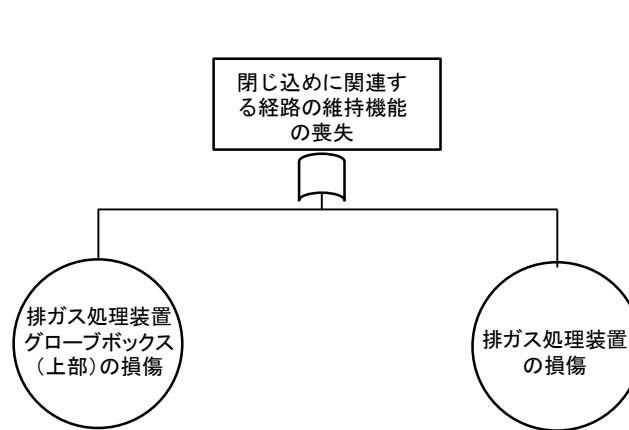 閉じ込めに関連す
る経路の維持機能
の喪失
排ガス処理装置
グローブボックス
（上部）の損傷
排ガス処理装置
の損傷